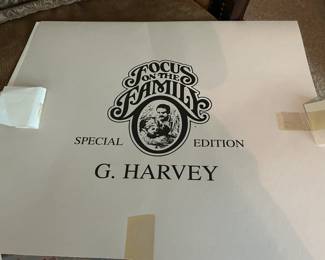 FOCUS
ON THE
FAMILY
SPECIAL EDITION
G. HARVEY